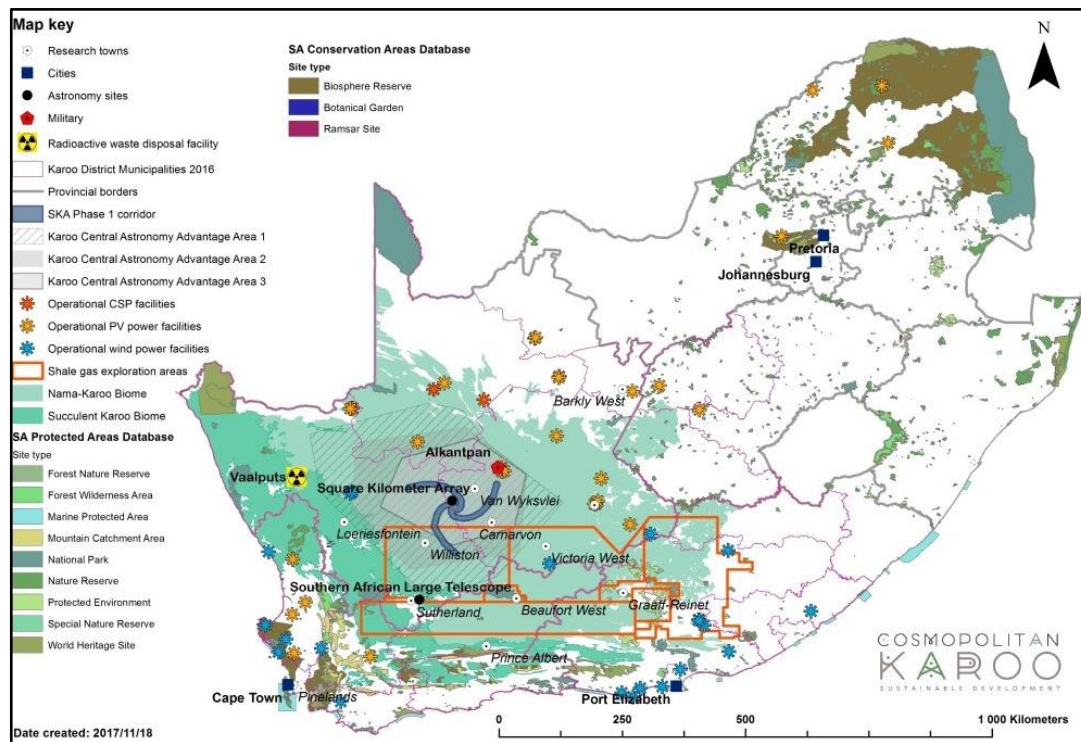 Map key
Research towns
Cities
Astronomy sites
Military
Radioactive waste disposal facility
Karoo District Municipalities 2016
Provincial borders
SKA Phase 1 corridor
Karoo Central Astronomy Advantage Area 1
Karoo Central Astronomy Advantage Area 2
Karoo Central Astronomy Advantage Area 3
Operational CSP facilities
Operational PV power facilities
Operational wind power facilities
Shale gas exploration areas
Nama-Karoo Biome
Succulent Karoo Biome
SA Protected Areas Database
Site type
Forest Nature Reserve
Forest Wilderness Area
Marine Protected Area
Mountain Catchment Area
National Park
Nature Reserve
Protected Environment
Special Nature Reserve
World Heritage Site
SA Conservation Areas Database
Site type
Biosphere Reserve
Botanical Garden
Ramsar Site
N
Pretoria
Johannesburg
Barkly West
Alkantpan
Vaalputs
Square Kilometer Array
Van Wyksvlei
Loeriesfontein
Carnarvon
Williston
Victoria West
Southern African Large Telescope
Sutherland
Beaufort West
Graaff-Reinet
Prince Albert
Cape Town
Pinelands
Port Elizabeth
COSMOPOLITAN
KAROO
SUSTAINABLE DEVELOPMENT
0 250 500 1 000 Kilometers
Date created: 2017/11/18